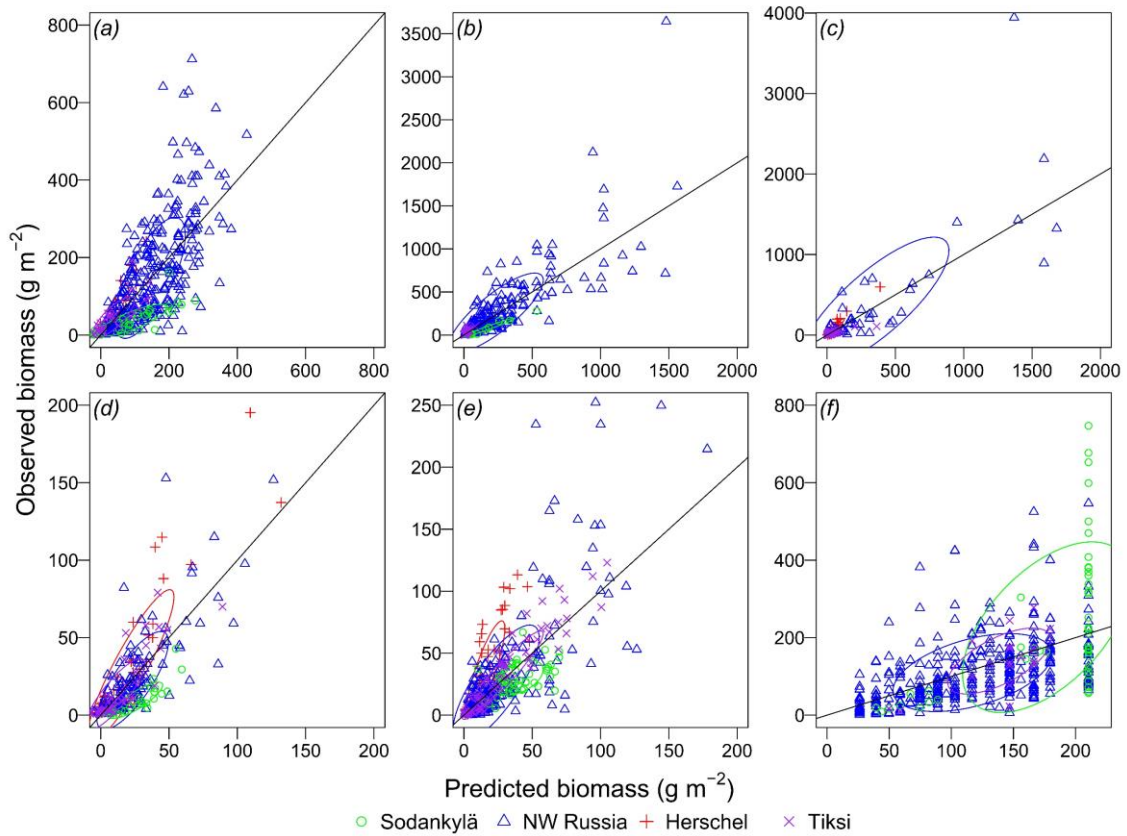 (a) (b) (c)
800 3500 4000
3000
600 2500 3000
2000
400 2000
1500
200 1000 1000
500
0 0 0
0 200 400 600 800 0 500 1000 1500 2000 0 500 1000 1500 2000
(d) (e) (f)
200 250 800
150 200 600
150
100 400
100
50 50 200
0 0 0
0 50 100 150 200 0 50 100 150 200 0 50 100 150 200
Observed biomass (g m⁻²)
Predicted biomass (g m⁻²)
Sodankylä NW Russia Herschel Tiksi